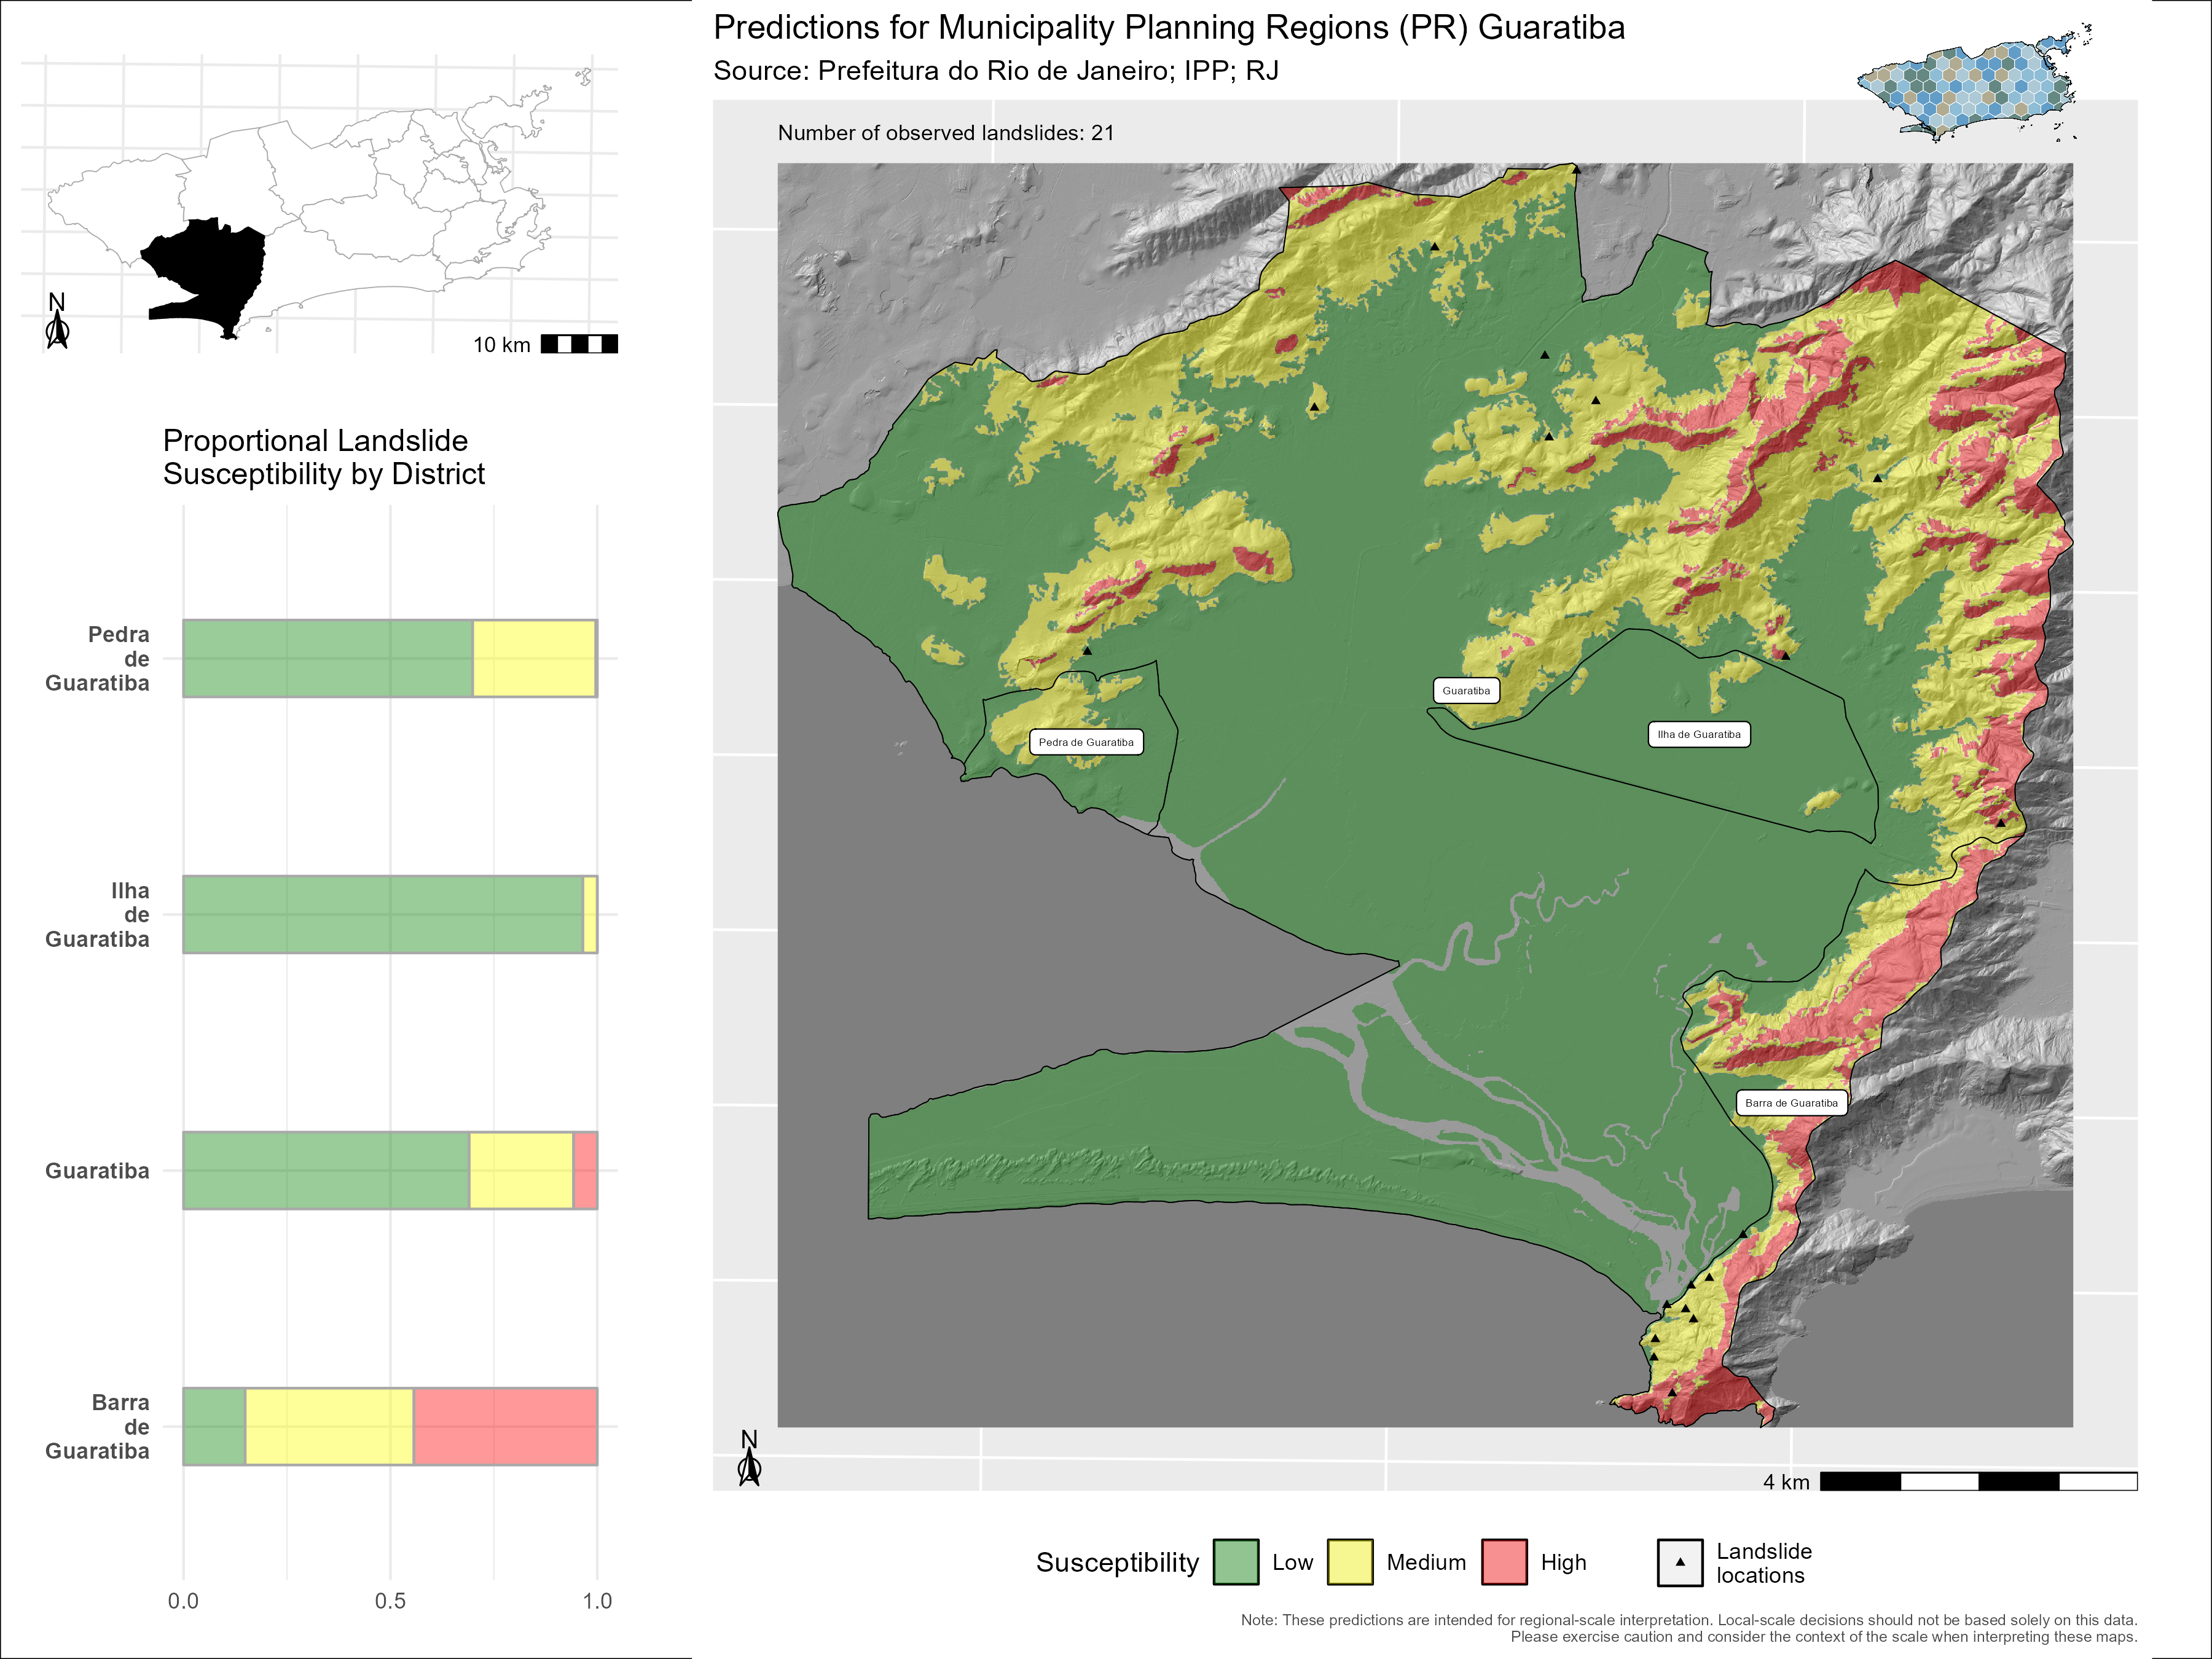 Predictions for Municipality Planning Regions (PR) Guaratiba
Source: Prefeitura do Rio de Janeiro; IPP; RJ
Number of observed landslides: 21
N
10 km
Proportional Landslide
Susceptibility by District
Pedra
de
Guaratiba
Ilha
de
Guaratiba
Guaratiba
Barra
de
Guaratiba
0.0
0.5
1.0
Guaratiba
Pedra de Guaratiba
Ilha de Guaratiba
Barra de Guaratiba
N
4 km
Susceptibility
Low
Medium
High
Landslide
locations
Note: These predictions are intended for regional-scale interpretation. Local-scale decisions should not be based solely on this data.
Please exercise caution and consider the context of the scale when interpreting these maps.